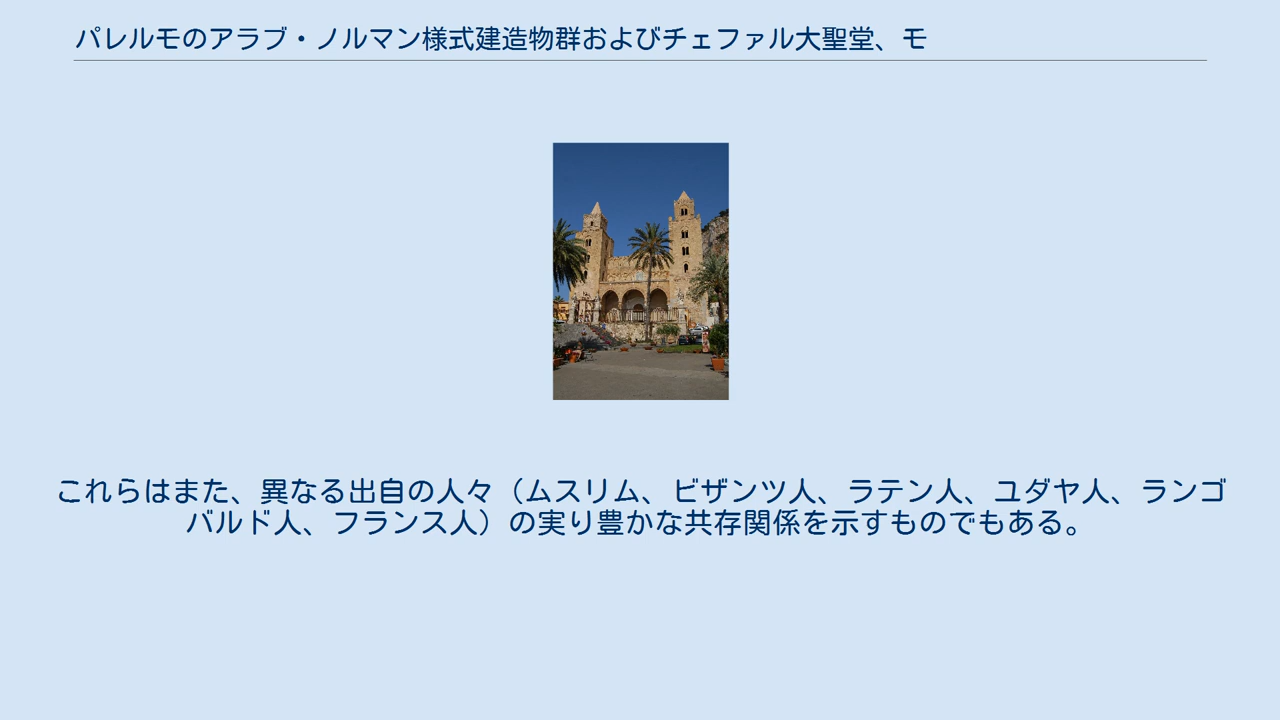 パレルモのアラブ・ノルマン様式建造物群およびチェファル大聖堂、モ
これらはまた、異なる出自の人々（ムスリム、ビザンツ人、ラテン人、ユダヤ人、ランゴ
バルド人、フランス人）の実り豊かな共存関係を示すものでもある。